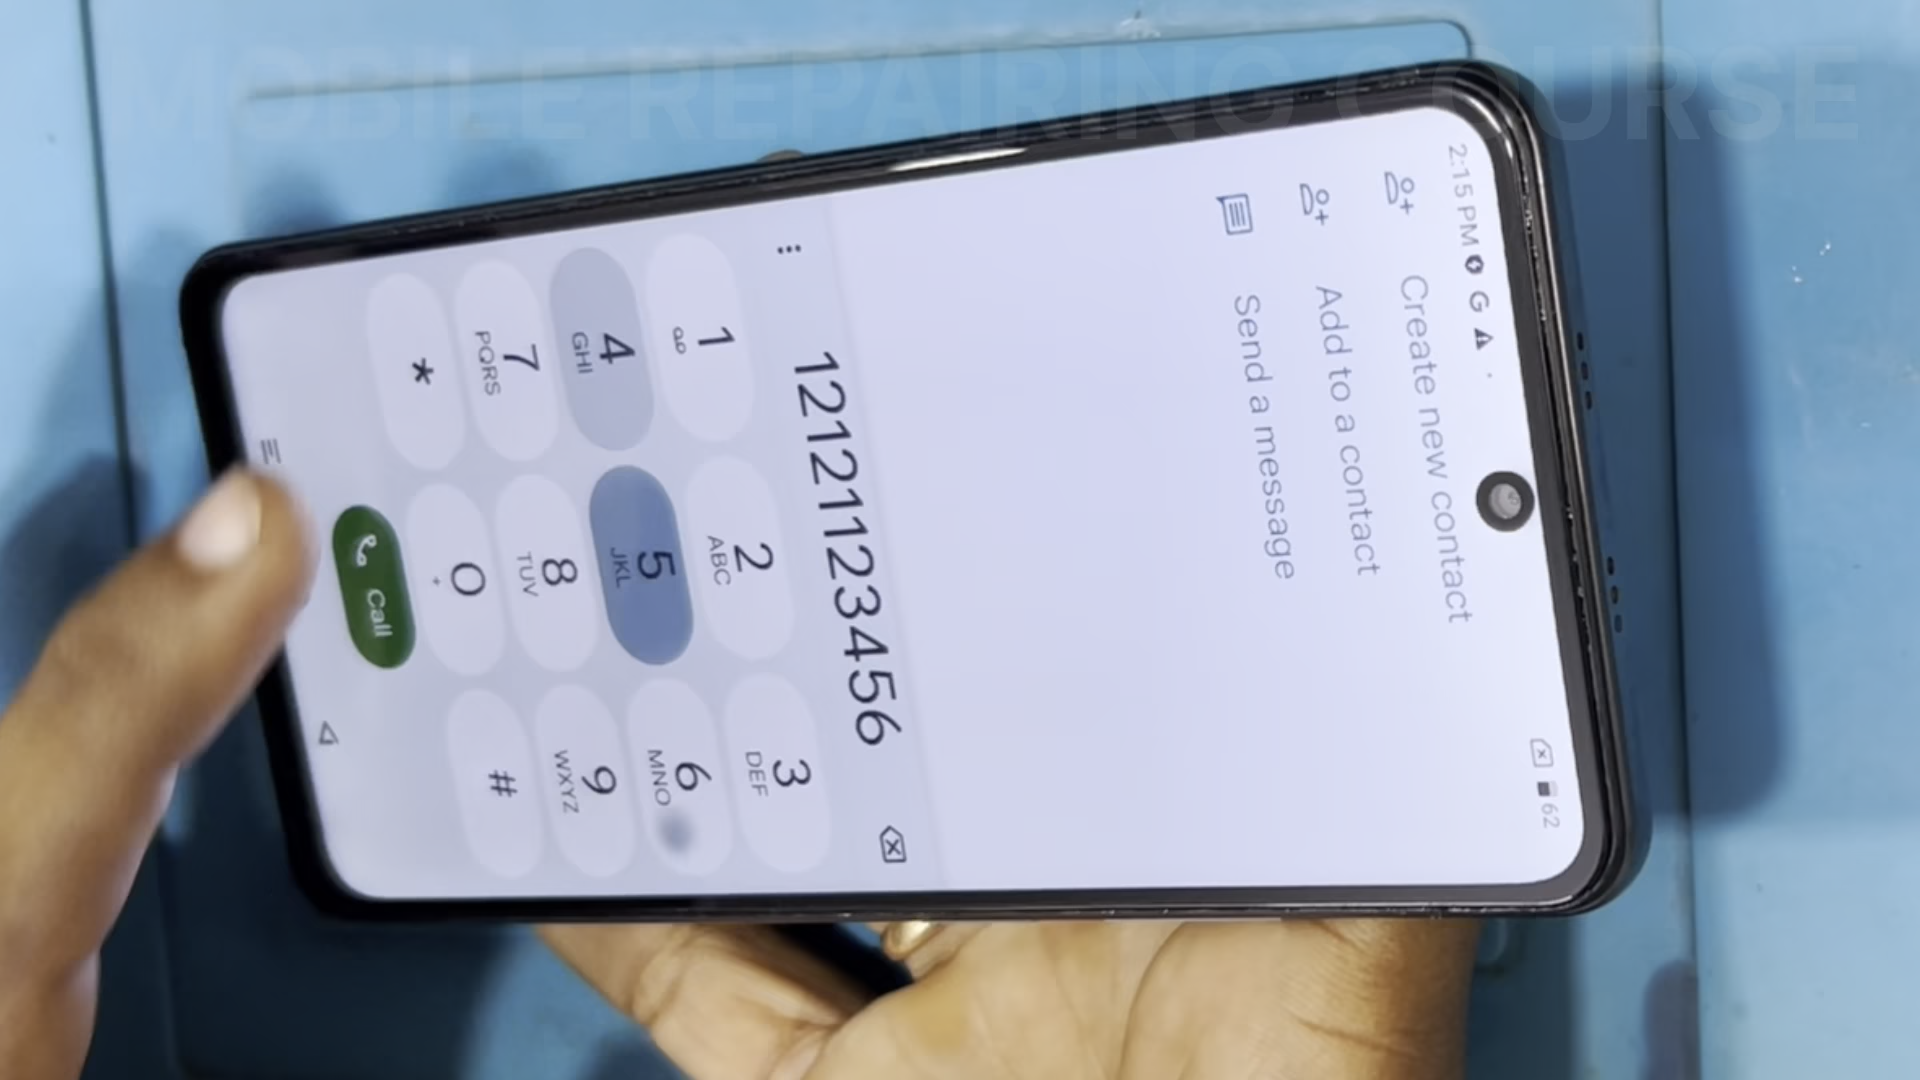 MOBILE REPAIRING COURSE
2:15 PM G
62
Create new contact
Add to a contact
Send a message
12121123456
1
2 ABC
3 DEF
4 GHI
5 JKL
6 MNO
7 PQRS
8 TUV
9 WXYZ
*
0 +
#
Call